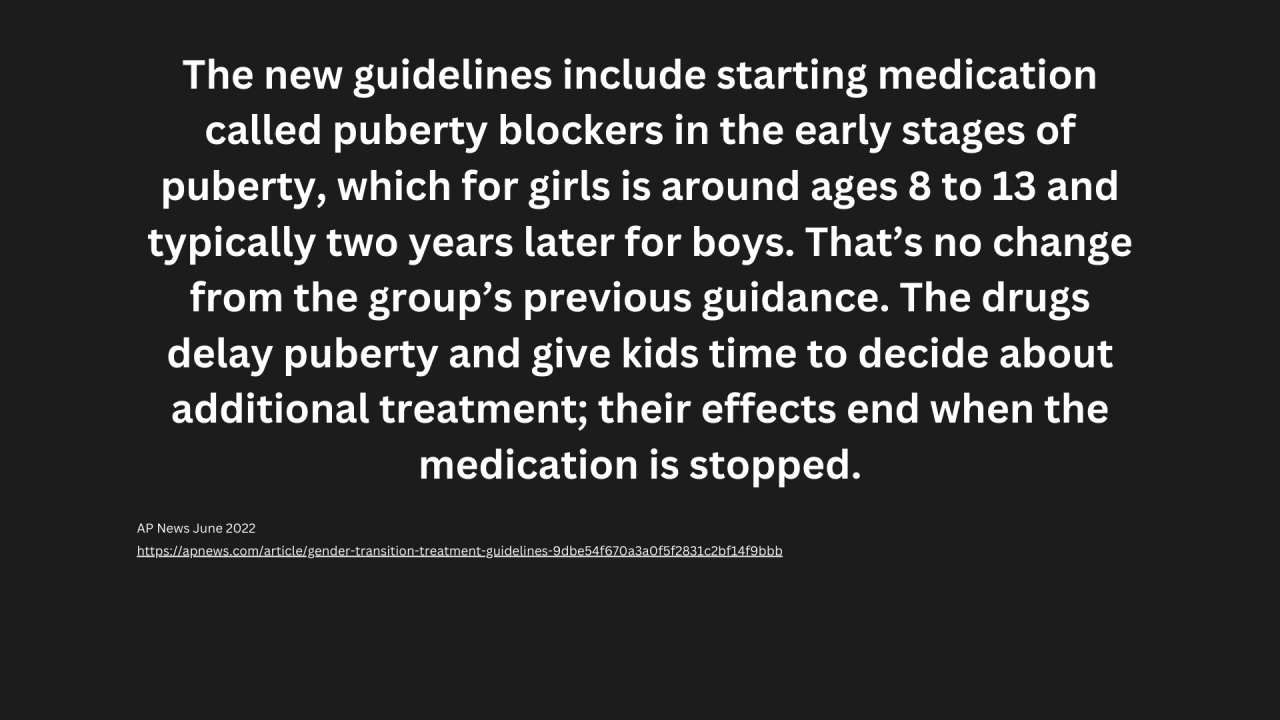 The new guidelines include starting medication
called puberty blockers in the early stages of
puberty, which for girls is around ages 8 to 13 and
typically two years later for boys. That’s no change
from the group’s previous guidance. The drugs
delay puberty and give kids time to decide about
additional treatment; their effects end when the
medication is stopped.
AP News June 2022
https://apnews.com/article/gender-transition-treatment-guidelines-9dbe54f670a3a0f5f2831c2bf14f9bbb